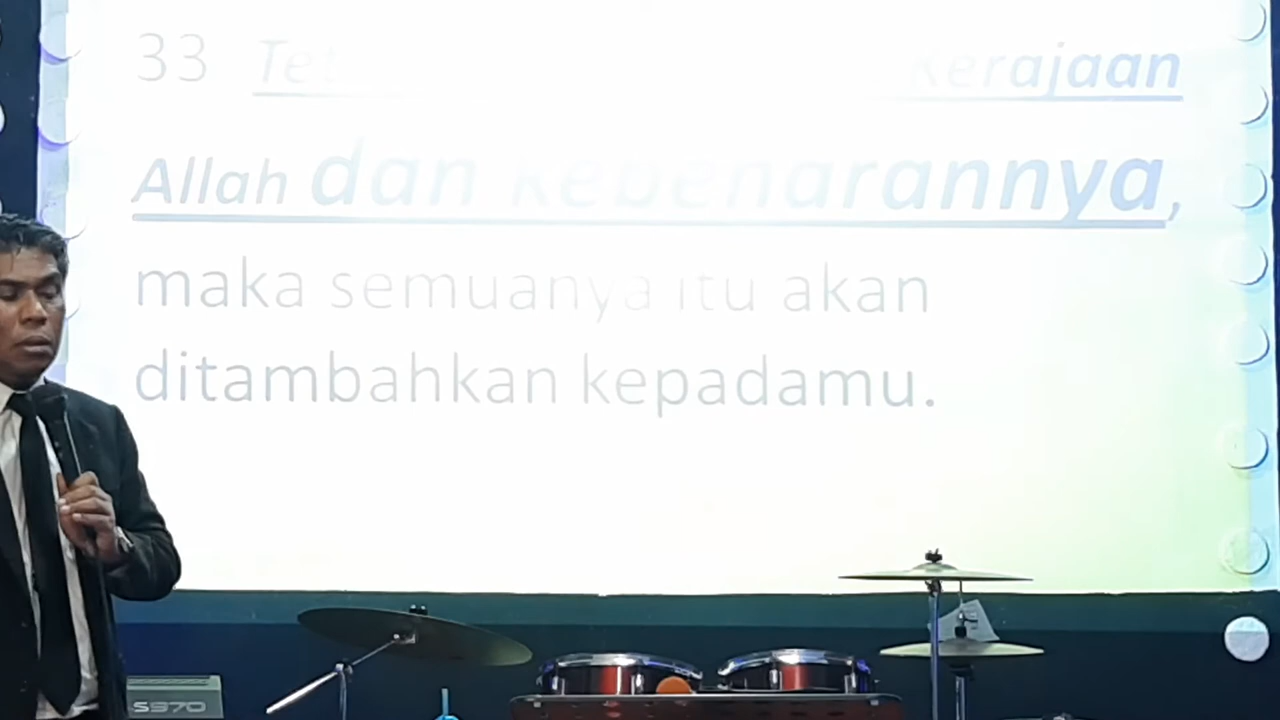 33 Kerajaan
Allah dan kebenarannya,
maka semuanya itu akan
ditambahkan kepadamu.
S970